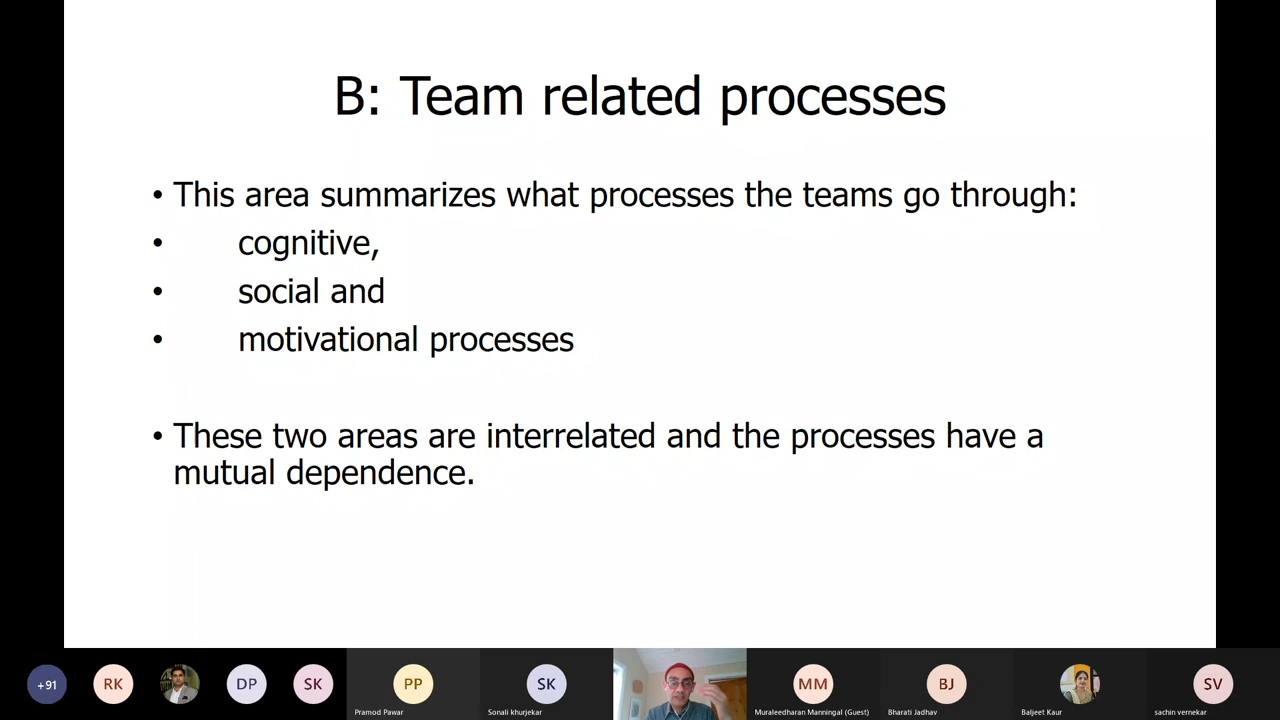 B: Team related processes
• This area summarizes what processes the teams go through:
• cognitive,
• social and
• motivational processes
• These two areas are interrelated and the processes have a
mutual dependence.
+91
RK
DP
SK
PP
Pramod Pawar
SK
Sonali khurjekar
MM
Muraleedharan Manningal (Guest)
BJ
Bharati Jadhav
Baljeet Kaur
SV
sachin vernekar